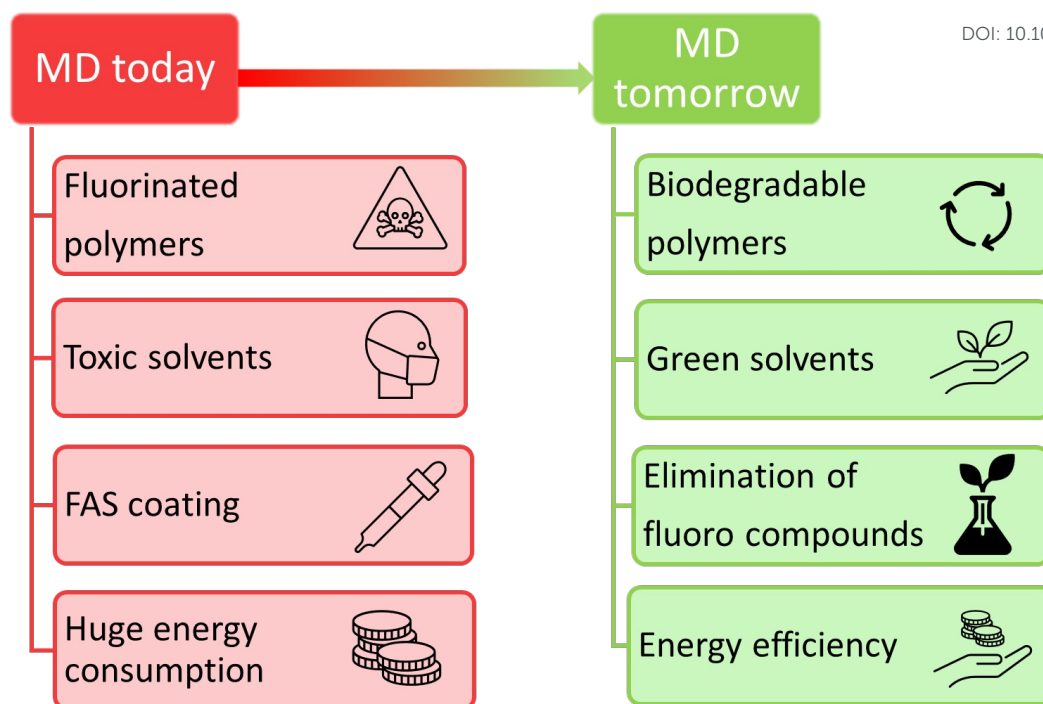 MD today
MD
tomorrow
DOI: 10.10
Fluorinated
polymers
Toxic solvents
FAS coating
Huge energy
consumption
Biodegradable
polymers
Green solvents
Elimination of
fluoro compounds
Energy efficiency